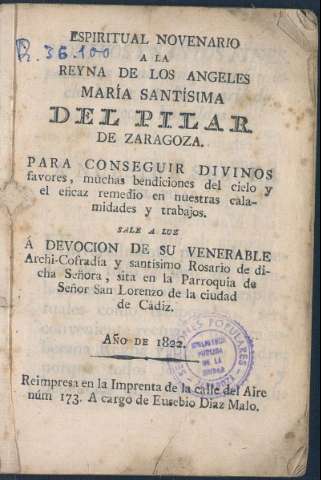 ESPIRITUAL NOVENARIO
R. 36.100
A LA
REYNA DE LOS ANGELES
MARÍA SANTÍSIMA
DEL PILAR
DE ZARAGOZA.
PARA CONSEGUIR DIVINOS
favores, muchas bendiciones del cielo y
el eficaz remedio en nuestras cala-
midades y trabajos.
SALE A LUZ
Á DEVOCION DE SU VENERABLE
Archi-Cofradía y santísimo Rosario de di-
cha Señora, sita en la Parroquia de
Señor San Lorenzo de la ciudad
de Cádiz.
AÑO DE 1822.
POPULARES
Reimpresa en la Imprenta de la calle del Aire
núm 173. A cargo de Eusebio Diaz Malo.